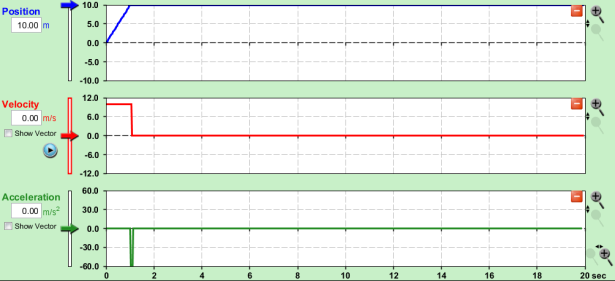 Position
10.00 m
10.0
5.0
0.0
-5.0
-10.0
Velocity
0.00 m/s
Show Vector
12.0
6.0
0.0
-6.0
-12.0
Acceleration
0.00 m/s²
Show Vector
60.0
30.0
0.0
-30.0
-60.0
0 2 4 6 8 10 12 14 16 18 20 sec